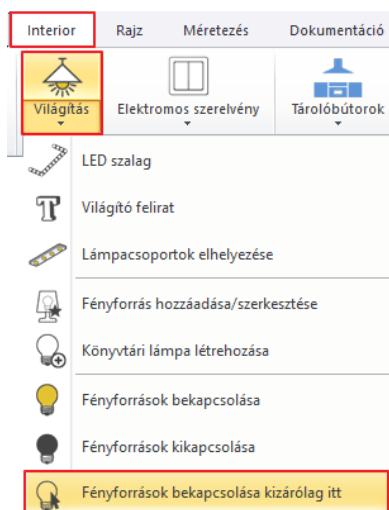 Interior Rajz Méretezés Dokumentáció
Világítás Elektromos szerelvény Tárolóbútorok
LED szalag
Világító felirat
Lámpacsoportok elhelyezése
Fényforrás hozzáadása/szerkesztése
Könyvtári lámpa létrehozása
Fényforrások bekapcsolása
Fényforrások kikapcsolása
Fényforrások bekapcsolása kizárólag itt